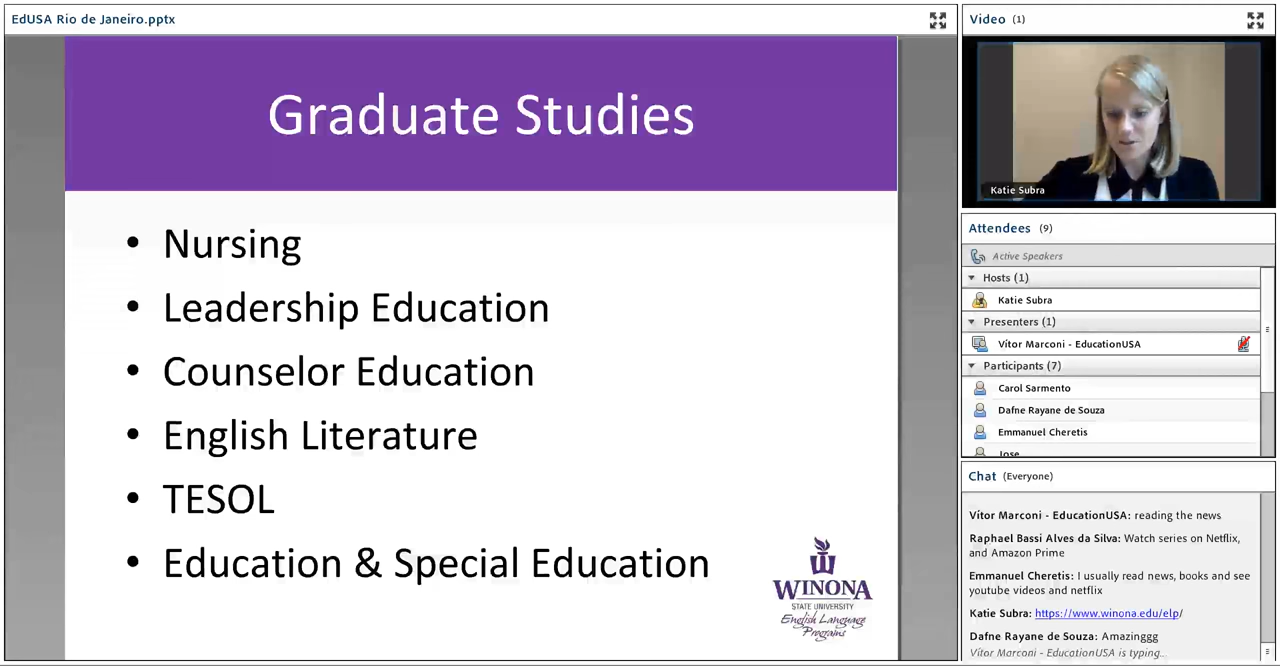 EdUSA Rio de Janeiro.pptx
Graduate Studies
• Nursing
• Leadership Education
• Counselor Education
• English Literature
• TESOL
• Education & Special Education
WINONA
STATE UNIVERSITY
English Language
Programs
Video (1)
Katie Subra
Attendees (9)
Active Speakers
Hosts (1)
Katie Subra
Presenters (1)
Vítor Marconi - EducationUSA
Participants (7)
Carol Sarmento
Dafne Rayane de Souza
Emmanuel Cheretis
Jose
Chat (Everyone)
Vítor Marconi - EducationUSA: reading the news
Raphael Bassi Alves da Silva: Watch series on Netflix,
and Amazon Prime
Emmanuel Cheretis: I usually read news, books and see
youtube videos and netflix
Katie Subra: https://www.winona.edu/elp/
Dafne Rayane de Souza: Amazinggg
Vítor Marconi - EducationUSA is typing...